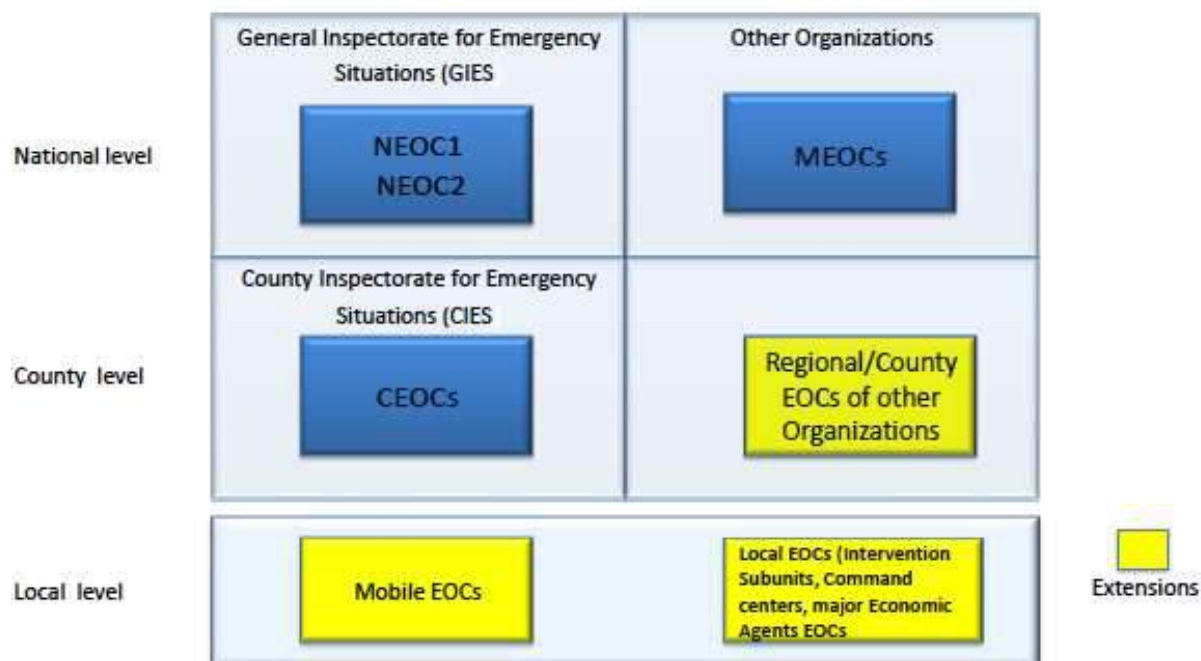 General Inspectorate for Emergency
Situations (GIES
Other Organizations
National level
NEOC1
NEOC2
MEOCs
County Inspectorate for Emergency
Situations (CIES
County level
CEOCs
Regional/County
EOCs of other
Organizations
Local level
Mobile EOCs
Local EOCs (Intervention
Subunits, Command
centers, major Economic
Agents EOCs
Extensions